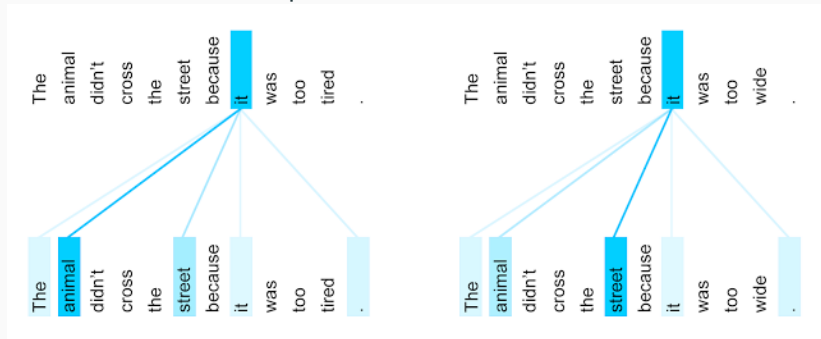 The animal didn't cross the street because it was too tired .
The animal didn't cross the street because it was too wide .
The animal didn't cross the street because it was too tired .
The animal didn't cross the street because it was too wide .